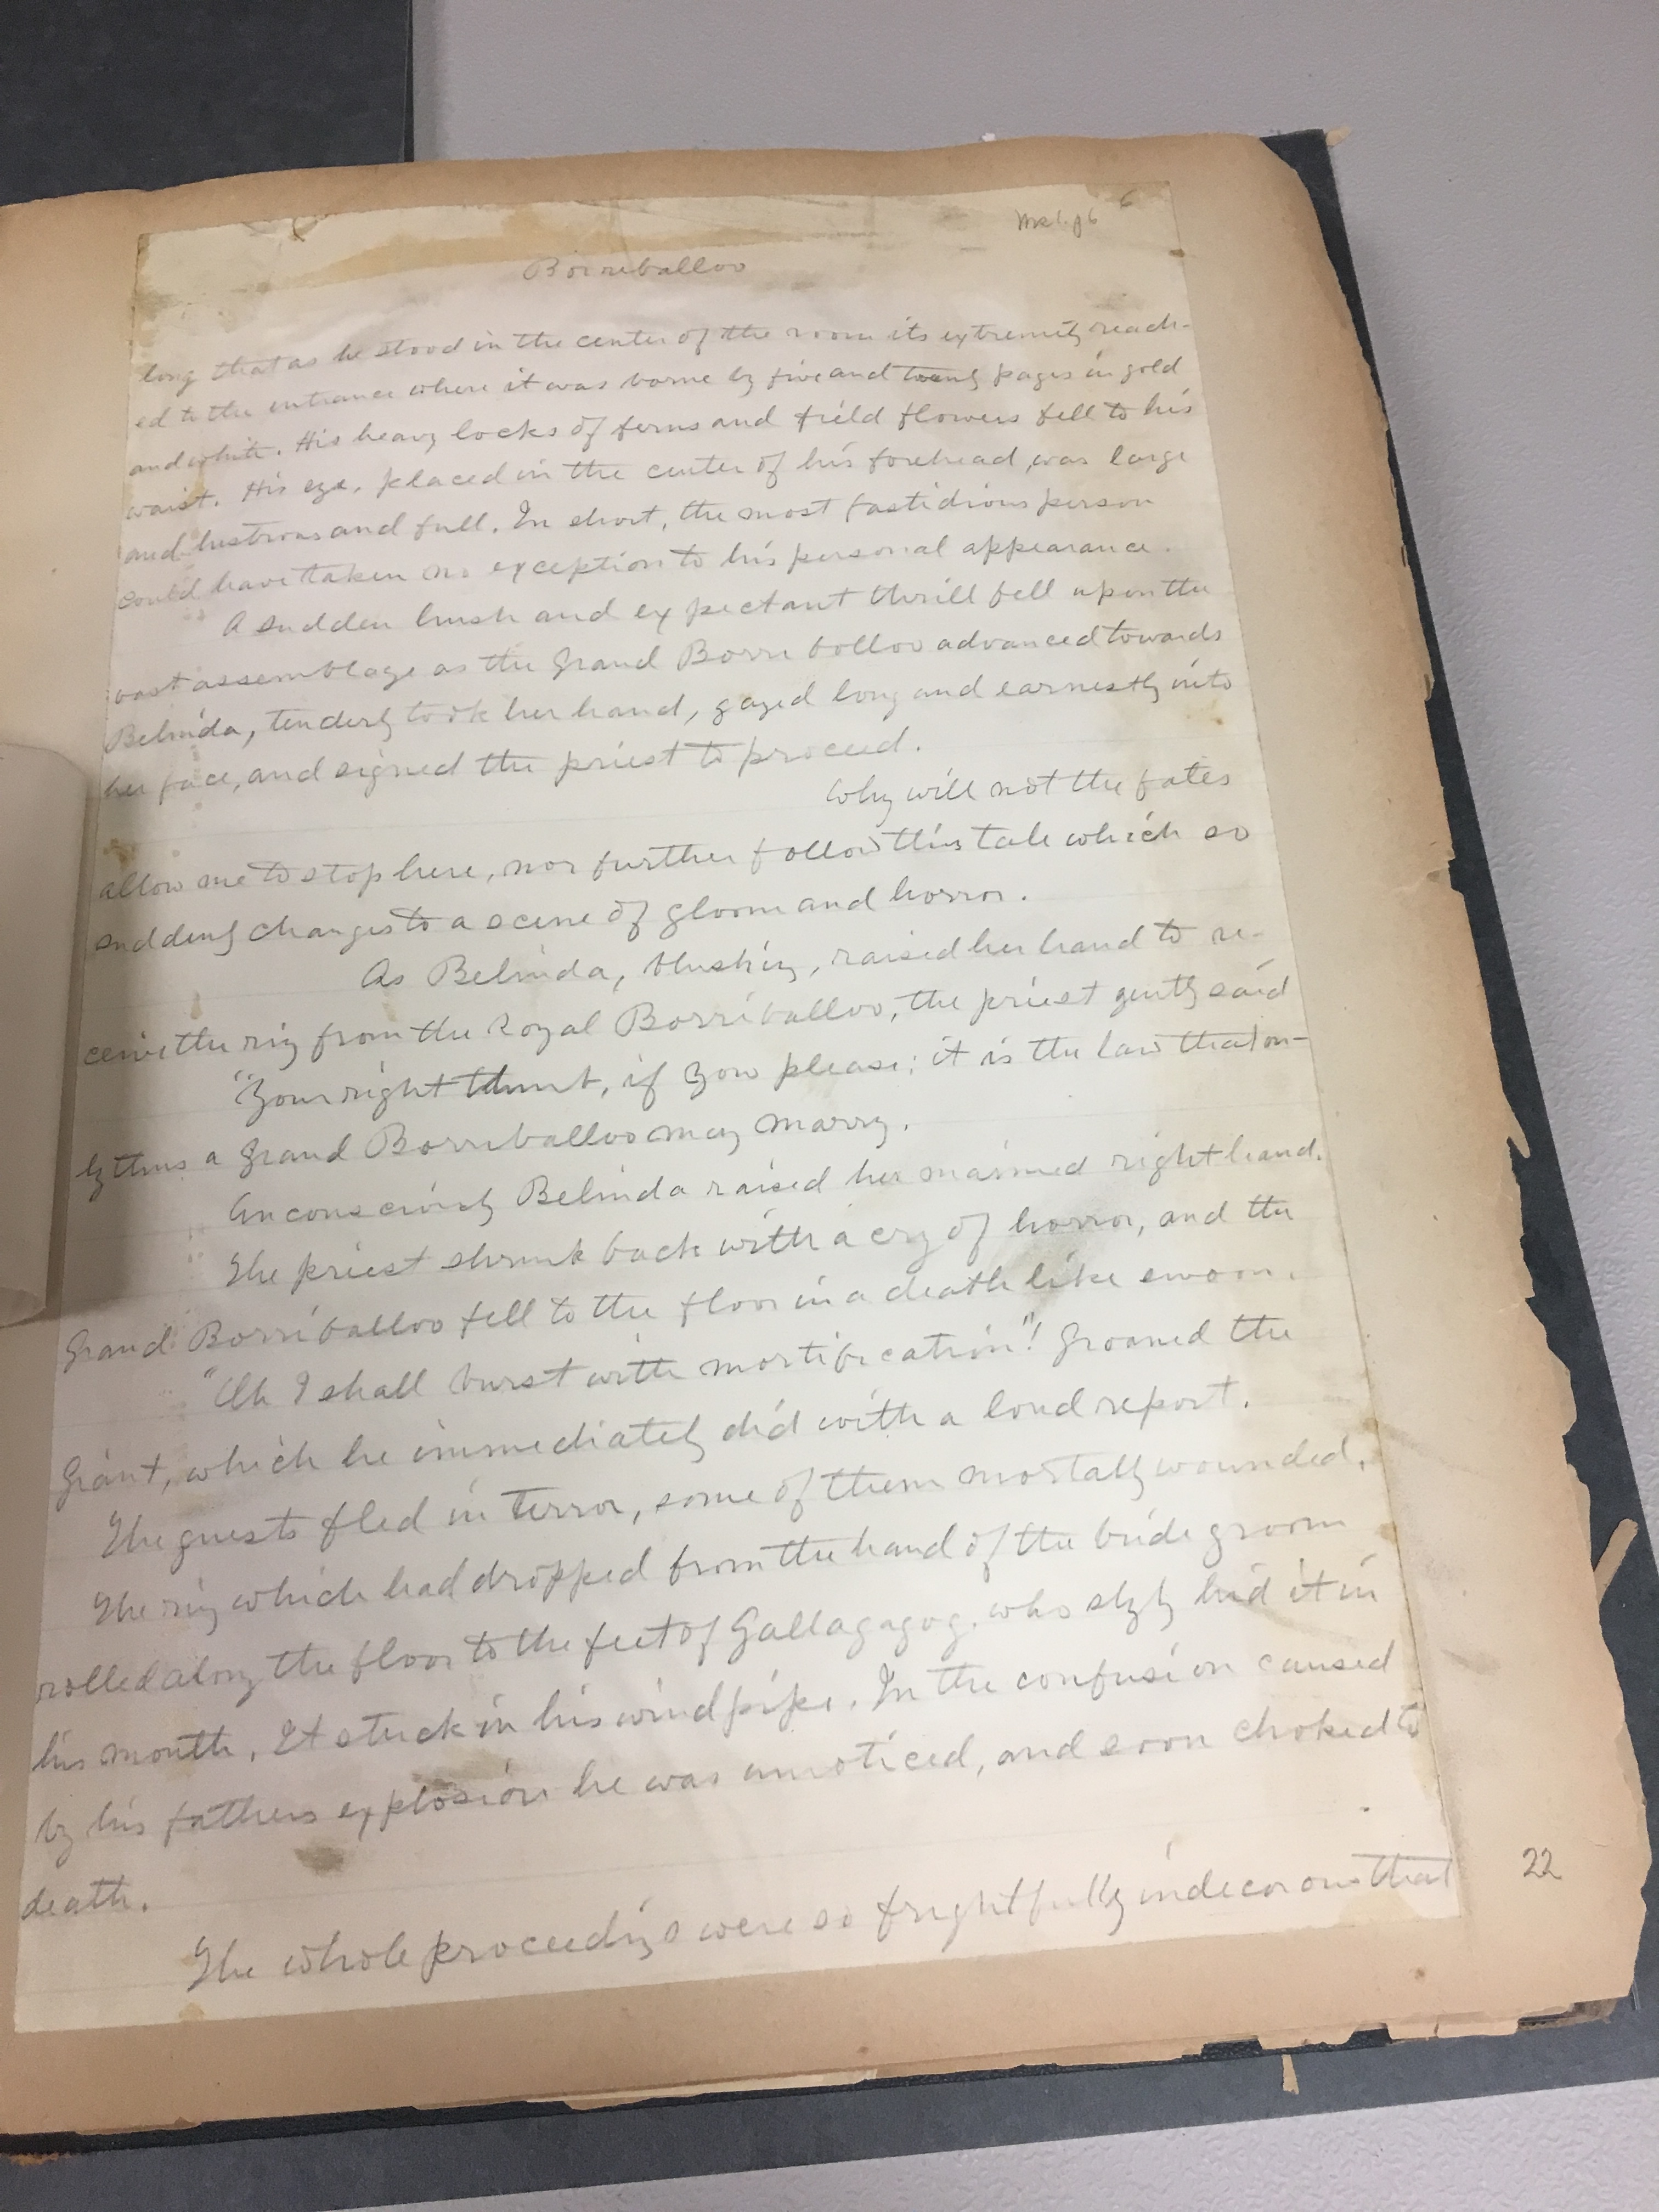 6
Borriballoo
long that as he stood in the center of the room its extremity reach-
ed to the entrance where it was borne by five and twenty pages in gold
and white. His heavy locks of ferns and field flowers fell to his
waist. His eye, placed in the center of his forehead, was large
and lustrous and full. In short, the most fastidious person
could have taken no exception to his personal appearance.
A sudden hush and expectant thrill fell upon the
vast assemblage as the Grand Borriballoo advanced towards
Belinda, tenderly took her hand, gazed long and earnestly into
her face, and signed the priest to proceed.
Why will not the fates
allow me to stop here, nor further follow this tale which so
suddenly changes to a scene of gloom and horror.
As Belinda, blushing, raised her hand to re-
ceive the ring from the Royal Borriballoo, the priest gently said
"Your right thumb, if you please; it is the law that on-
ly thus a Grand Borriballoo may marry.
Unconsciously Belinda raised her maimed right hand.
The priest shrunk back with a cry of horror, and the
Grand Borriballoo fell to the floor in a death like swoon.
"Uh I shall burst with mortification"! groaned the
Giant, which he immediately did with a loud report.
The guests fled in terror, some of them mortally wounded.
The ring which had dropped from the hand of the bride groom
rolled along the floor to the feet of Gallagagog, who slyly hid it in
his mouth. It stuck in his windpipe. In the confusion caused
by his fathers explosion he was unnoticed, and soon choked to
death.
The whole proceedings were so frightfully indecorous that
22